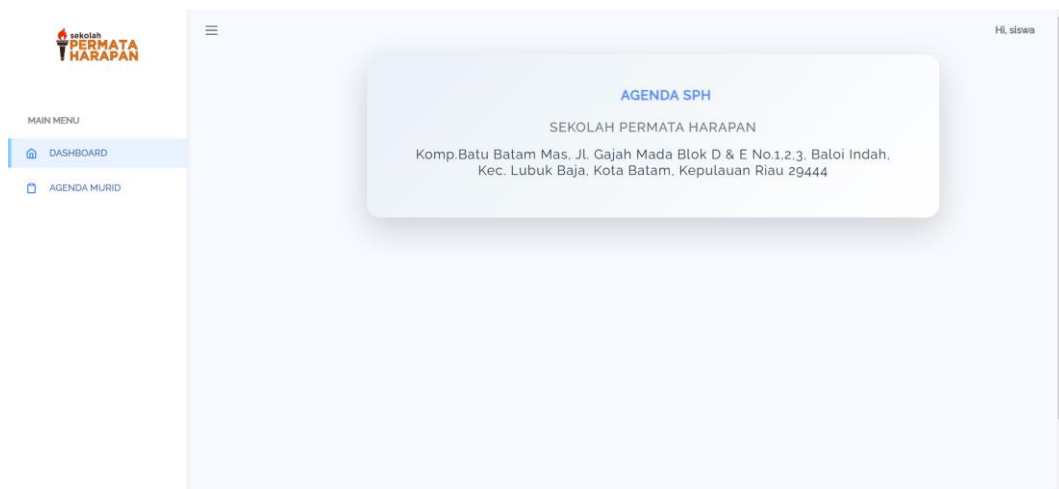 sekolah
PERMATA
HARAPAN
Hi, siswa
MAIN MENU
DASHBOARD
AGENDA MURID
AGENDA SPH
SEKOLAH PERMATA HARAPAN
Komp.Batu Batam Mas, Jl. Gajah Mada Blok D & E No.1,2,3, Baloi Indah,
Kec. Lubuk Baja, Kota Batam, Kepulauan Riau 29444